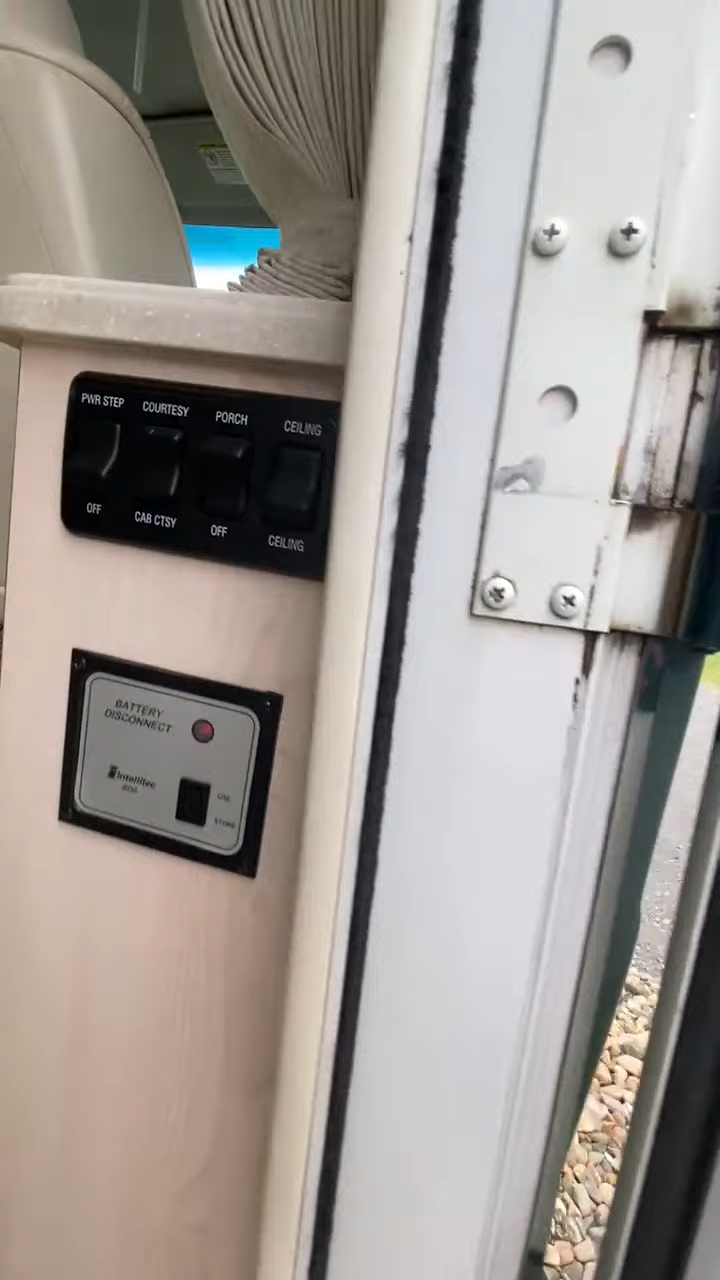 PWR STEP
COURTESY
PORCH
CEILING
OFF
CAB CTSY
OFF
CEILING
BATTERY
DISCONNECT
Intellitec
USE
STORE